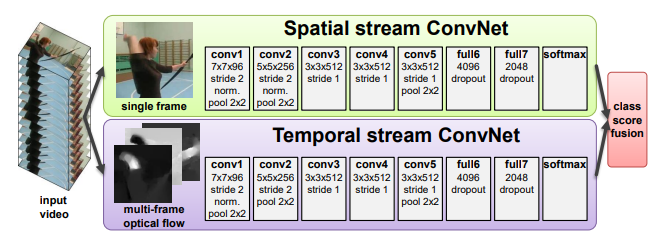 Spatial stream ConvNet
conv1
7x7x96
stride 2
norm.
pool 2x2
conv2
5x5x256
stride 2
norm.
pool 2x2
conv3
3x3x512
stride 1
conv4
3x3x512
stride 1
conv5
3x3x512
stride 1
pool 2x2
full6
4096
dropout
full7
2048
dropout
softmax
single frame
Temporal stream ConvNet
conv1
7x7x96
stride 2
norm.
pool 2x2
conv2
5x5x256
stride 2
pool 2x2
conv3
3x3x512
stride 1
conv4
3x3x512
stride 1
conv5
3x3x512
stride 1
pool 2x2
full6
4096
dropout
full7
2048
dropout
softmax
multi-frame
optical flow
input
video
class
score
fusion